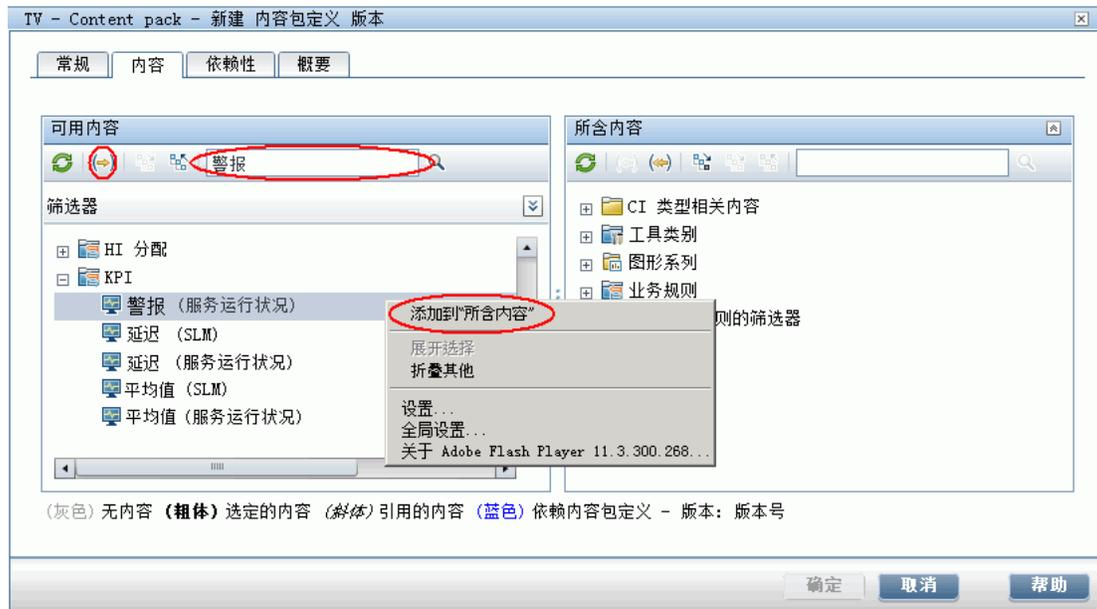 TV - Content pack - 新建 内容包定义 版本
常规 内容 依赖性 概要
可用内容
警报
筛选器
HI 分配
KPI
警报 (服务运行状况)
延迟 (SLM)
延迟 (服务运行状况)
平均值 (SLM)
平均值 (服务运行状况)
所含内容
CI 类型相关内容
工具类别
图形系列
业务规则
则的筛选器
添加到"所含内容"
展开选择
折叠其他
设置...
全局设置...
关于 Adobe Flash Player 11.3.300.268...
(灰色) 无内容 (粗体) 选定的内容 (斜体) 引用的内容 (蓝色) 依赖内容包定义 - 版本: 版本号
确定 取消 帮助